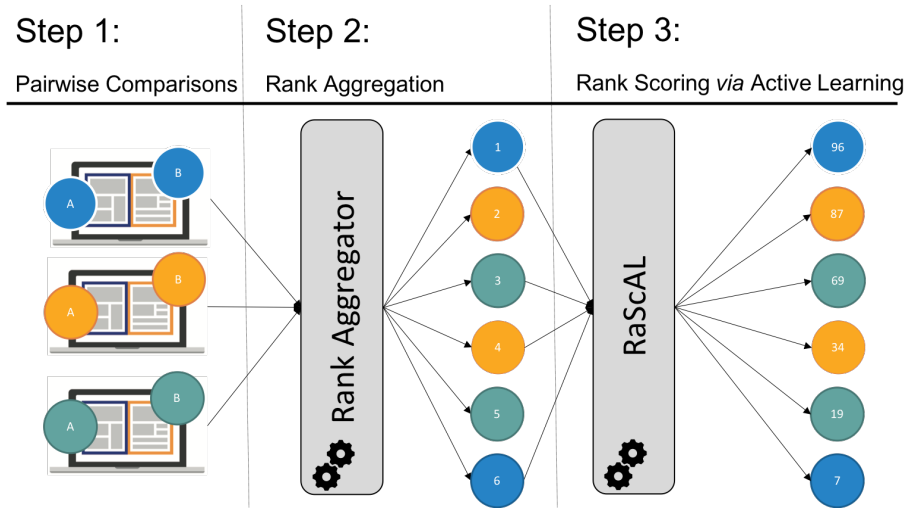 Step 1:
Step 2:
Step 3:
Pairwise Comparisons
Rank Aggregation
Rank Scoring via Active Learning
A
B
A
B
A
B
Rank Aggregator
1
2
3
4
5
6
RaScAL
96
87
69
34
19
7